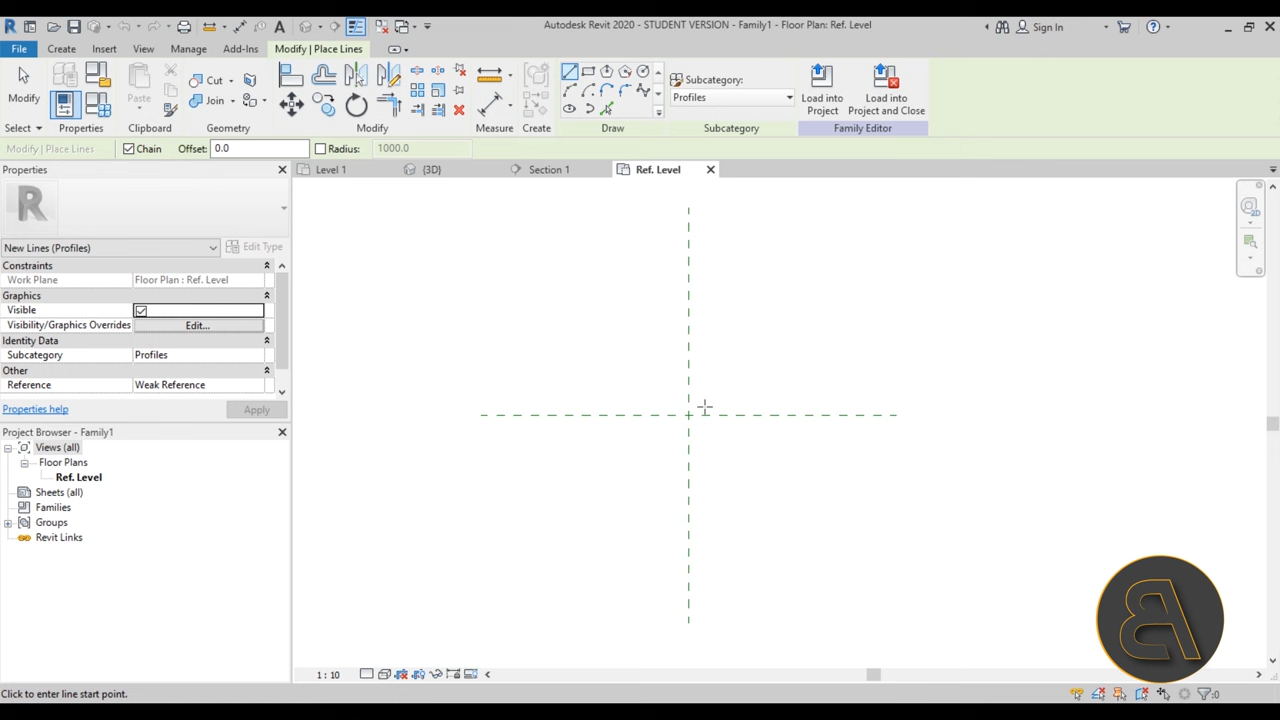 Autodesk Revit 2020 - STUDENT VERSION - Family1 - Floor Plan: Ref. Level
Sign In
File Create Insert View Manage Add-Ins Modify | Place Lines
Modify
Paste
Cut
Join
Subcategory:
Profiles
Load into
Project
Load into
Project and Close
Select Properties Clipboard Geometry Modify Measure Create Draw Subcategory Family Editor
Modify | Place Lines Chain Offset: 0.0 Radius: 1000.0
Properties
Level 1 {3D} Section 1 Ref. Level
R
2D
New Lines (Profiles) Edit Type
Constraints
Work Plane Floor Plan : Ref. Level
Graphics
Visible
Visibility/Graphics Overrides Edit...
Identity Data
Subcategory Profiles
Other
Reference Weak Reference
Properties help Apply
Project Browser - Family1
Views (all)
Floor Plans
Ref. Level
Sheets (all)
Families
Groups
Revit Links
1 : 10
Click to enter line start point.
:0